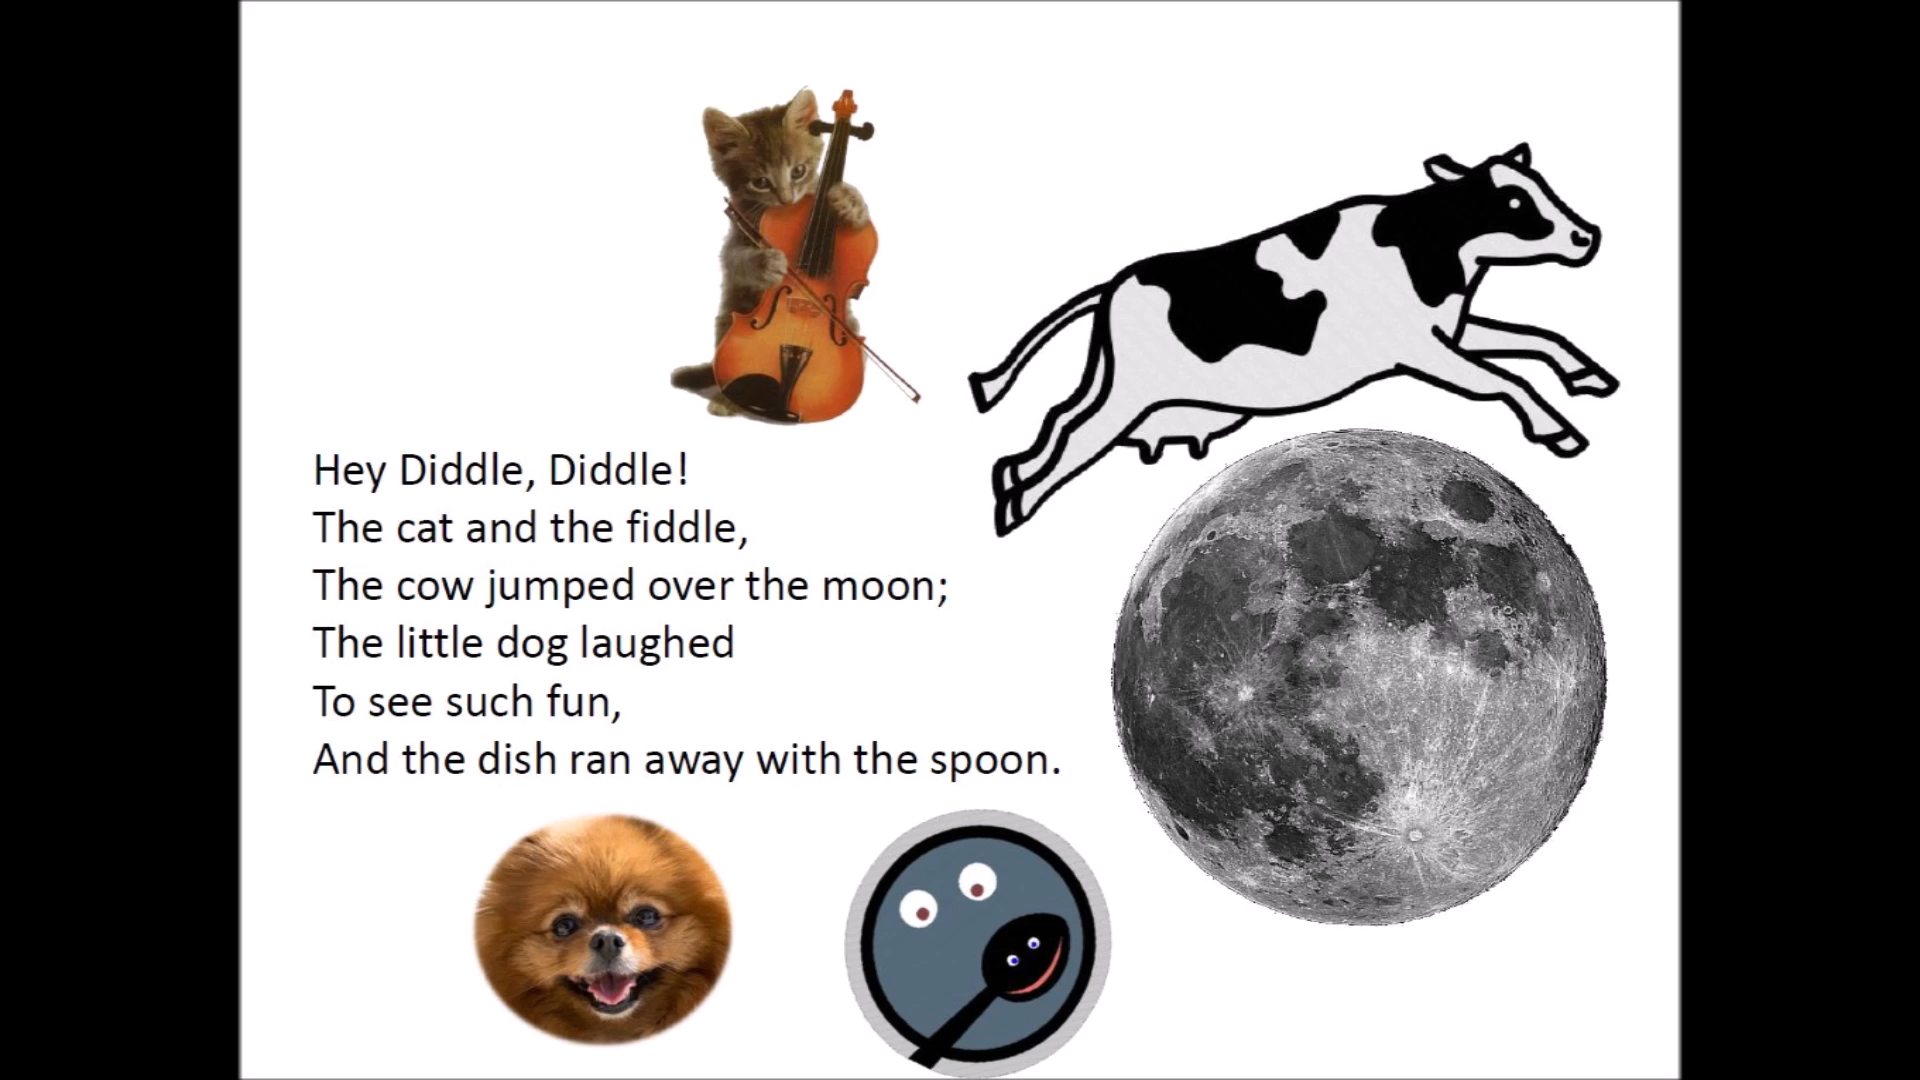 Hey Diddle, Diddle!
The cat and the fiddle,
The cow jumped over the moon;
The little dog laughed
To see such fun,
And the dish ran away with the spoon.